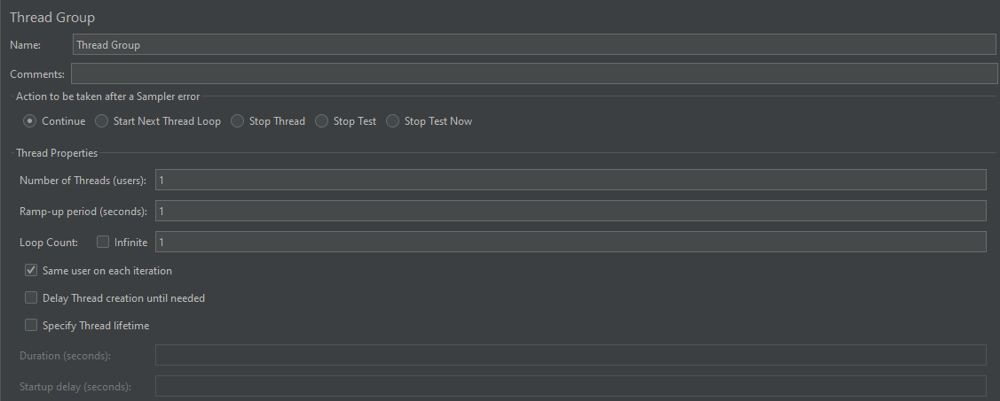 Thread Group
Name: Thread Group
Comments:
Action to be taken after a Sampler error
Continue Start Next Thread Loop Stop Thread Stop Test Stop Test Now
Thread Properties
Number of Threads (users): 1
Ramp-up period (seconds): 1
Loop Count: Infinite 1
Same user on each iteration
Delay Thread creation until needed
Specify Thread lifetime
Duration (seconds):
Startup delay (seconds):